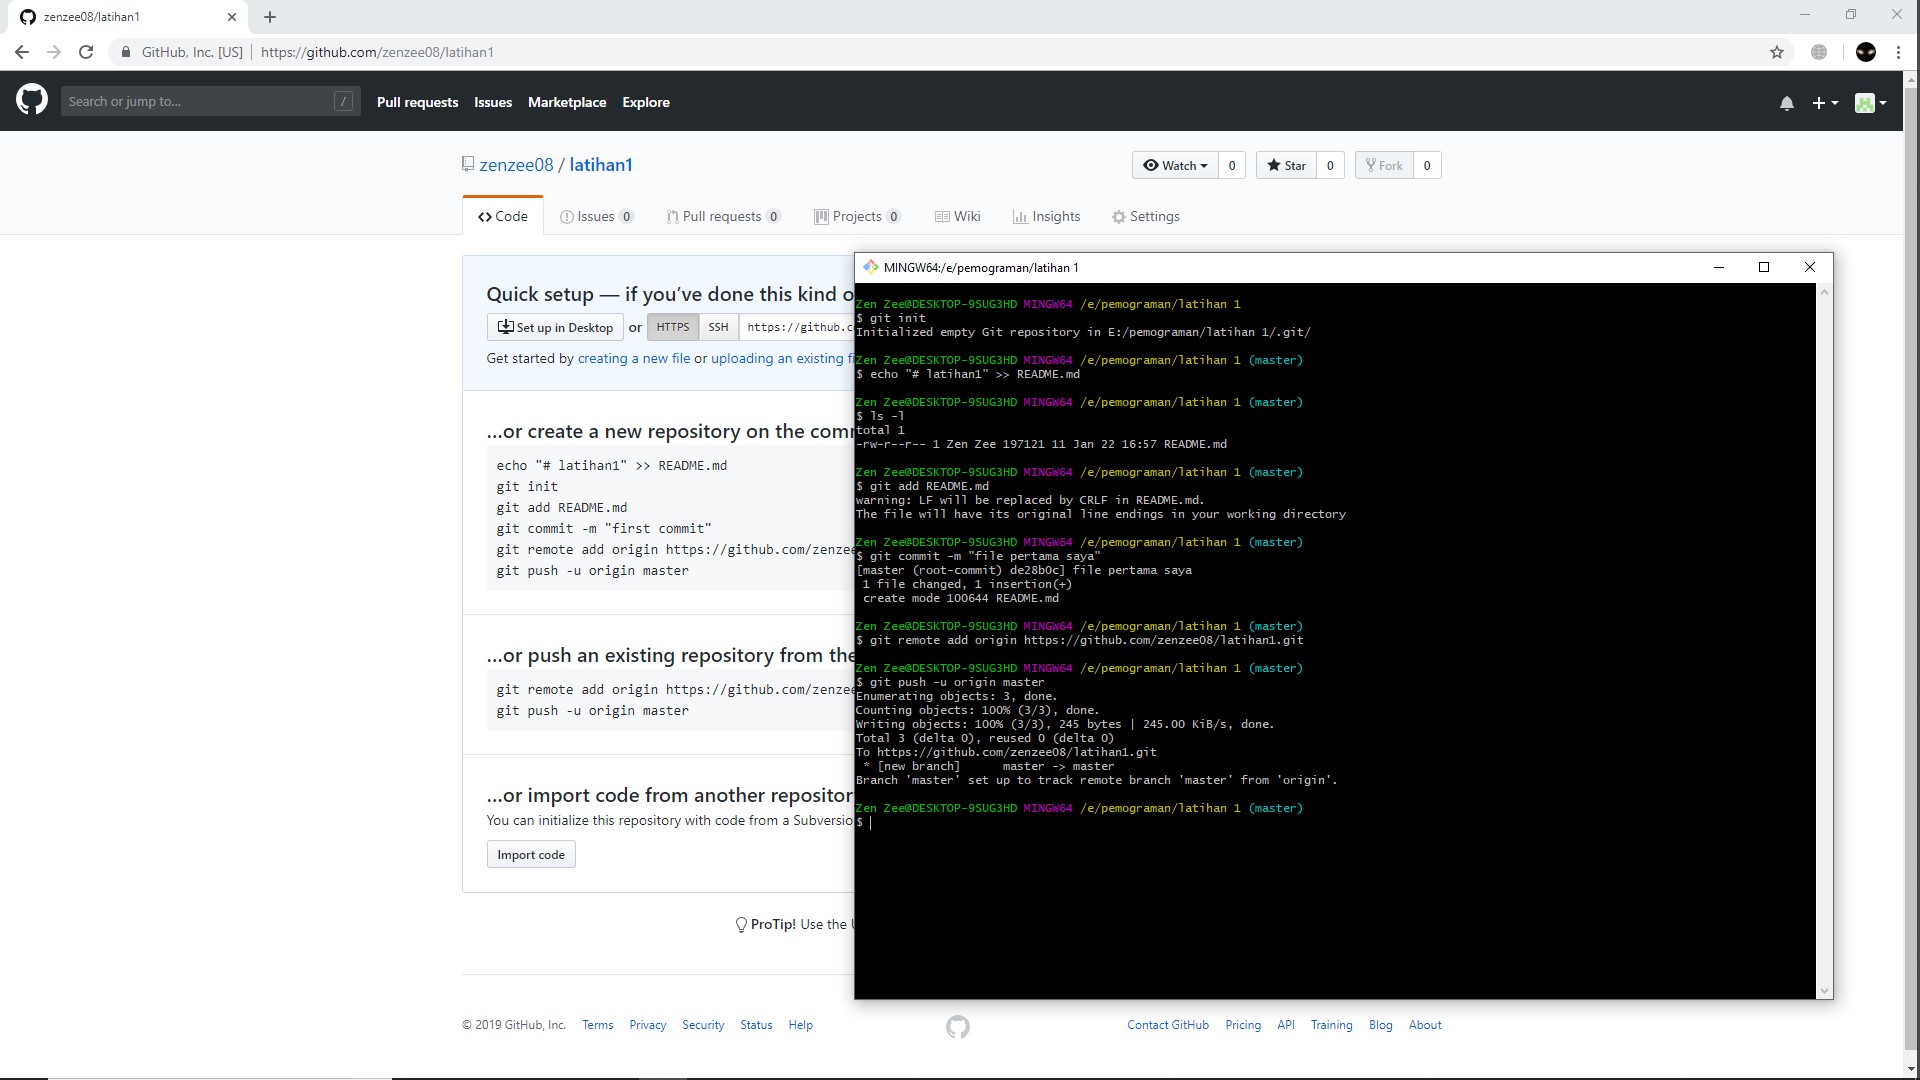 zenzee08/latihan1
GitHub, Inc. [US] https://github.com/zenzee08/latihan1
Search or jump to... / Pull requests Issues Marketplace Explore
zenzee08 / latihan1 Watch 0 Star 0 Fork 0
Code Issues 0 Pull requests 0 Projects 0 Wiki Insights Settings
Quick setup — if you’ve done this kind o
Set up in Desktop or HTTPS SSH https://github.c
Get started by creating a new file or uploading an existing fi
…or create a new repository on the comm
echo "# latihan1" >> README.md
git init
git add README.md
git commit -m "first commit"
git remote add origin https://github.com/zenzee
git push -u origin master
…or push an existing repository from the
git remote add origin https://github.com/zenzee
git push -u origin master
…or import code from another repositor
You can initialize this repository with code from a Subversio
Import code
ProTip! Use the
MINGW64:/e/pemograman/latihan 1
Zen Zee@DESKTOP-9SUG3HD MINGW64 /e/pemograman/latihan 1
$ git init
Initialized empty Git repository in E:/pemograman/latihan 1/.git/
Zen Zee@DESKTOP-9SUG3HD MINGW64 /e/pemograman/latihan 1 (master)
$ echo "# latihan1" >> README.md
Zen Zee@DESKTOP-9SUG3HD MINGW64 /e/pemograman/latihan 1 (master)
$ ls -l
total 1
-rw-r--r-- 1 Zen Zee 197121 11 Jan 22 16:57 README.md
Zen Zee@DESKTOP-9SUG3HD MINGW64 /e/pemograman/latihan 1 (master)
$ git add README.md
warning: LF will be replaced by CRLF in README.md.
The file will have its original line endings in your working directory
Zen Zee@DESKTOP-9SUG3HD MINGW64 /e/pemograman/latihan 1 (master)
$ git commit -m "file pertama saya"
[master (root-commit) de28b0c] file pertama saya
1 file changed, 1 insertion(+)
create mode 100644 README.md
Zen Zee@DESKTOP-9SUG3HD MINGW64 /e/pemograman/latihan 1 (master)
$ git remote add origin https://github.com/zenzee08/latihan1.git
Zen Zee@DESKTOP-9SUG3HD MINGW64 /e/pemograman/latihan 1 (master)
$ git push -u origin master
Enumerating objects: 3, done.
Counting objects: 100% (3/3), done.
Writing objects: 100% (3/3), 245 bytes | 245.00 KiB/s, done.
Total 3 (delta 0), reused 0 (delta 0)
To https://github.com/zenzee08/latihan1.git
* [new branch] master -> master
Branch 'master' set up to track remote branch 'master' from 'origin'.
Zen Zee@DESKTOP-9SUG3HD MINGW64 /e/pemograman/latihan 1 (master)
$
© 2019 GitHub, Inc. Terms Privacy Security Status Help Contact GitHub Pricing API Training Blog About